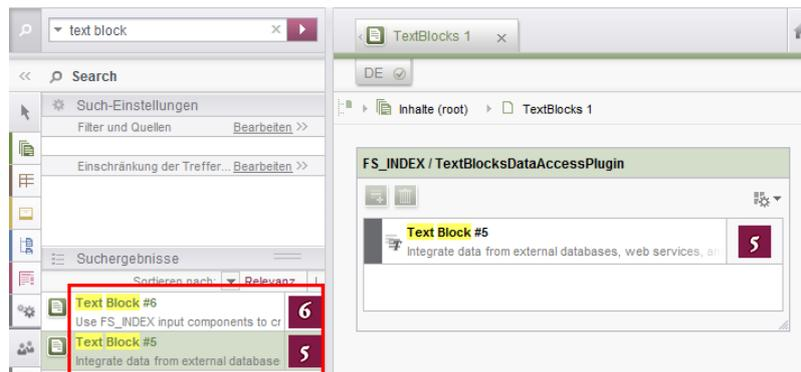 text block
Search
Such-Einstellungen
Filter und Quellen Bearbeiten >>
Einschränkung der Treffer... Bearbeiten >>
Suchergebnisse
Sortieren nach: Relevanz
Text Block #6
Use FS_INDEX input components to cr
6
Text Block #5
Integrate data from external database
5
TextBlocks 1
DE
Inhalte (root) TextBlocks 1
FS_INDEX / TextBlocksDataAccessPlugin
Text Block #5
Integrate data from external databases, web services, an
5